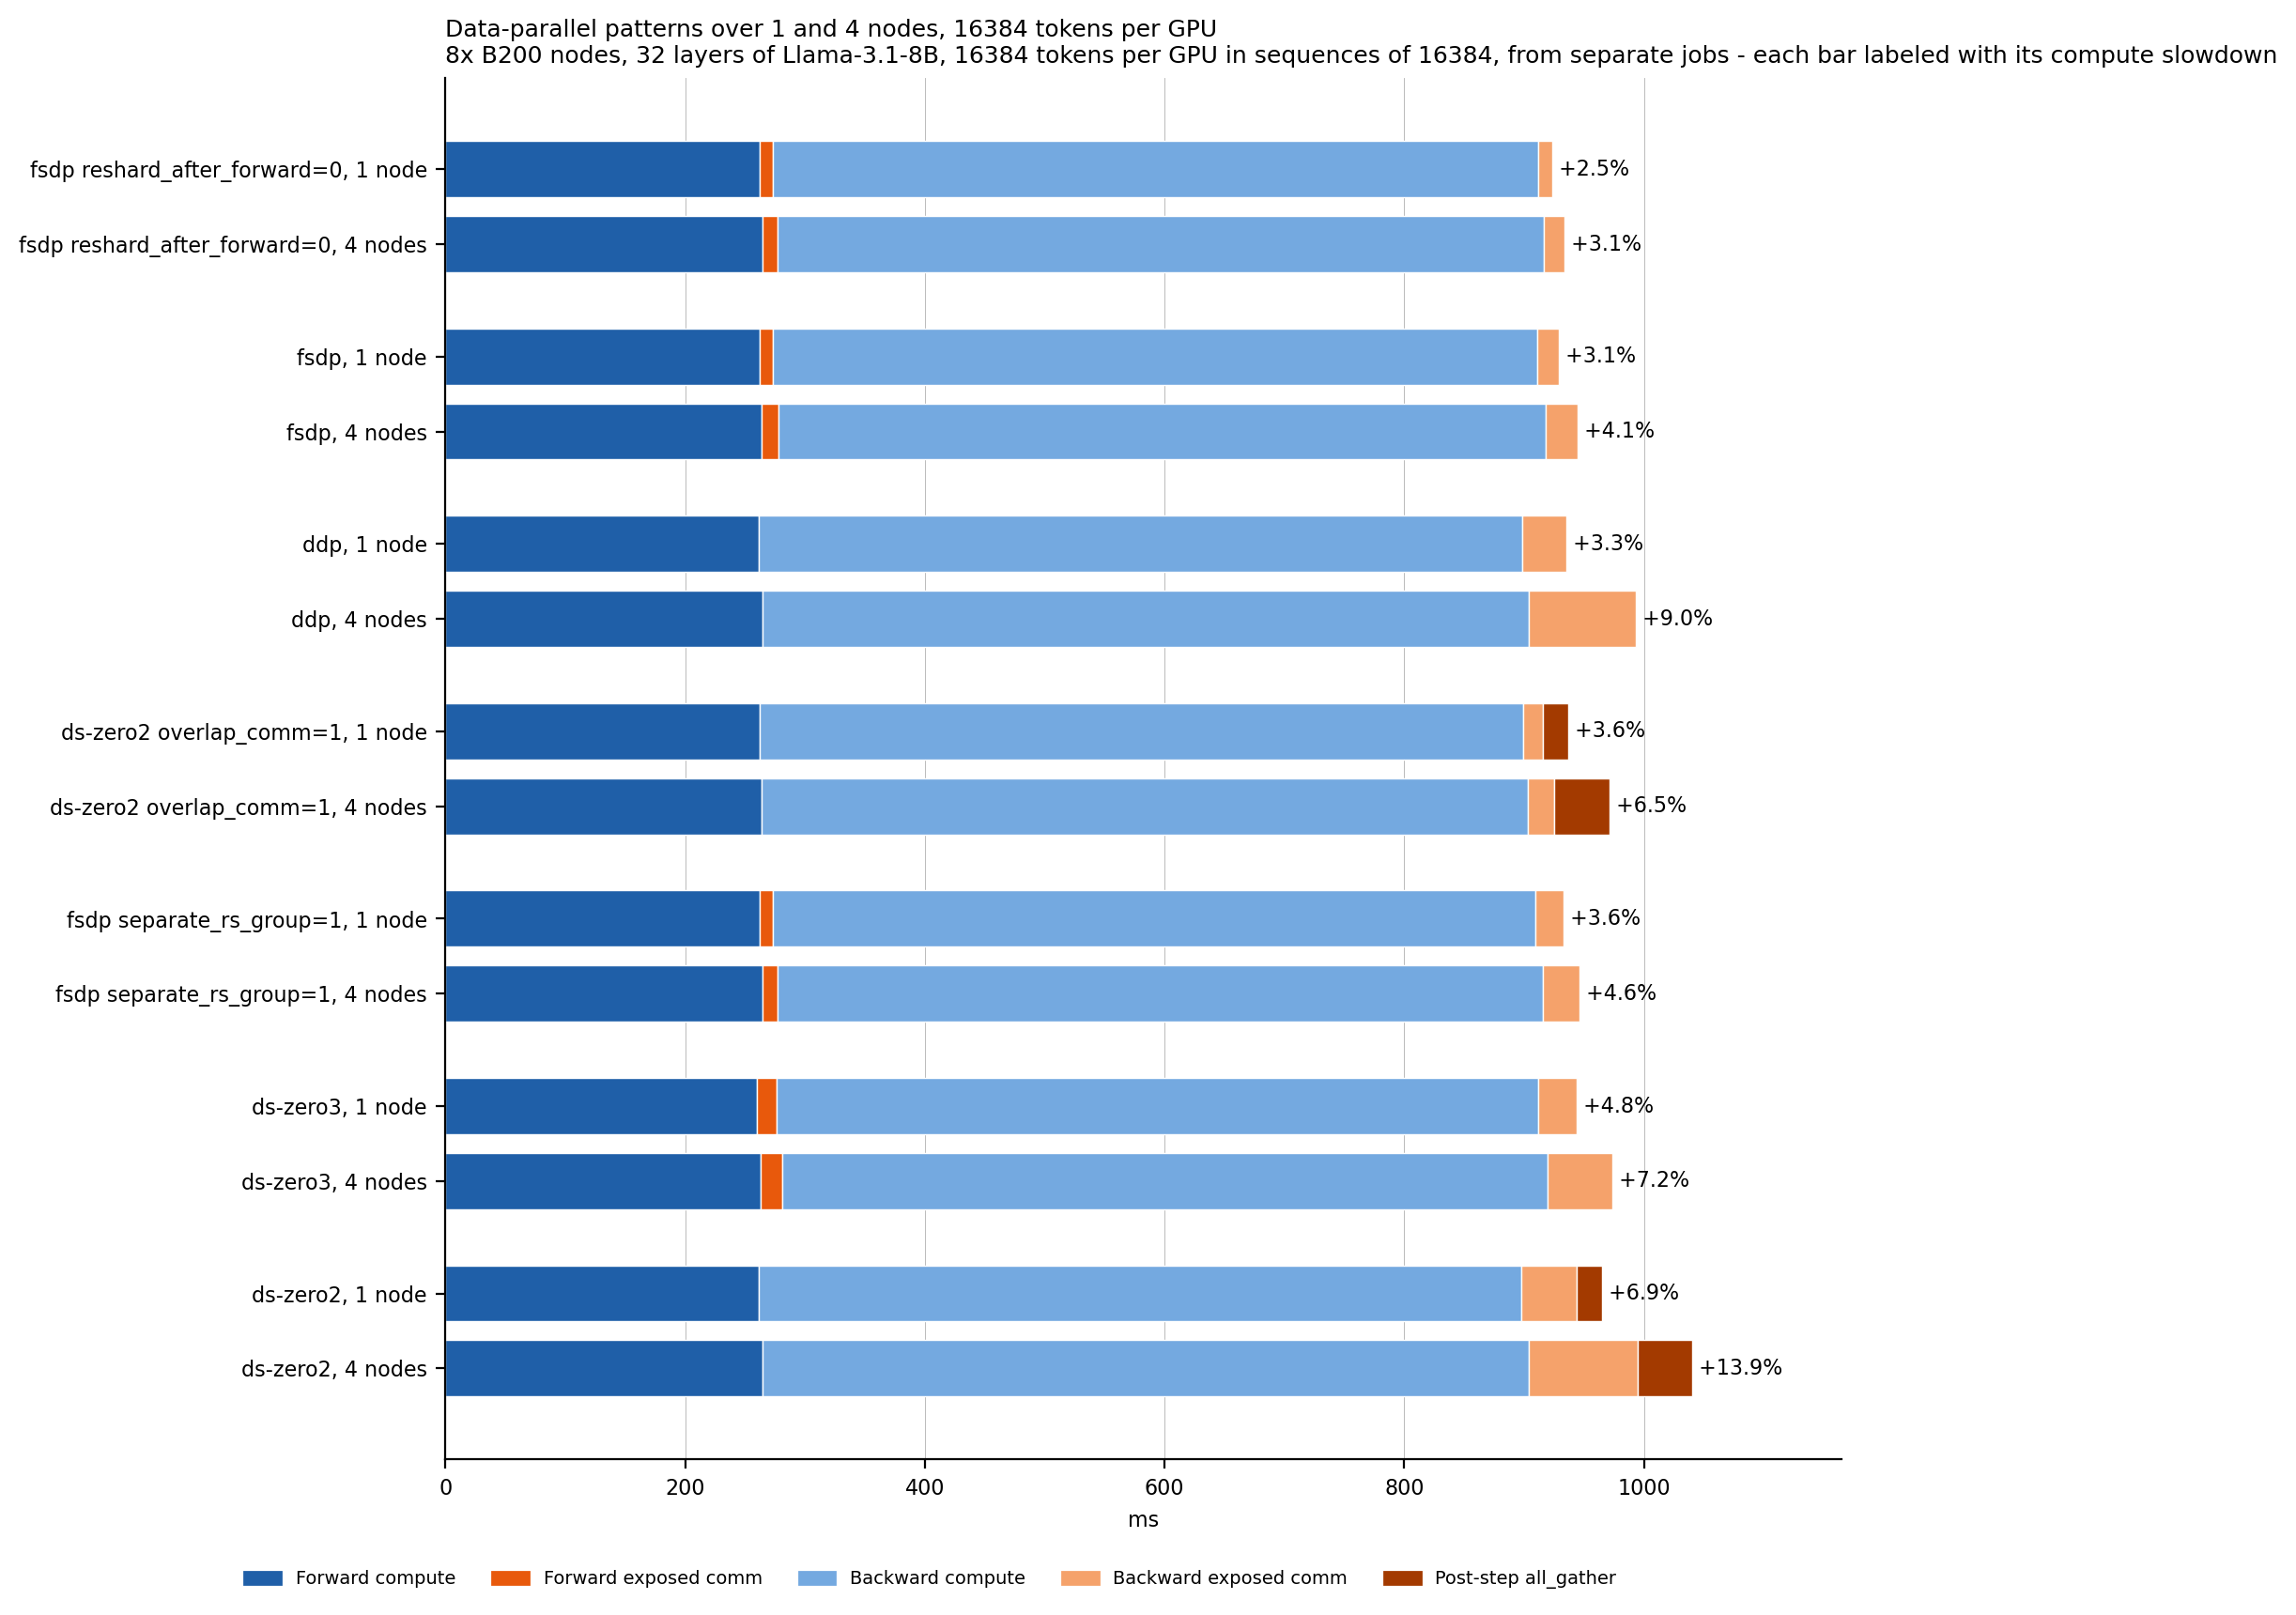 Data-parallel patterns over 1 and 4 nodes, 16384 tokens per GPU
8x B200 nodes, 32 layers of Llama-3.1-8B, 16384 tokens per GPU in sequences of 16384, from separate jobs - each bar labeled with its compute slowdown
fsdp reshard_after_forward=0, 1 node +2.5%
fsdp reshard_after_forward=0, 4 nodes +3.1%
fsdp, 1 node +3.1%
fsdp, 4 nodes +4.1%
ddp, 1 node +3.3%
ddp, 4 nodes +9.0%
ds-zero2 overlap_comm=1, 1 node +3.6%
ds-zero2 overlap_comm=1, 4 nodes +6.5%
fsdp separate_rs_group=1, 1 node +3.6%
fsdp separate_rs_group=1, 4 nodes +4.6%
ds-zero3, 1 node +4.8%
ds-zero3, 4 nodes +7.2%
ds-zero2, 1 node +6.9%
ds-zero2, 4 nodes +13.9%
0 200 400 600 800 1000
ms
Forward compute Forward exposed comm Backward compute Backward exposed comm Post-step all_gather